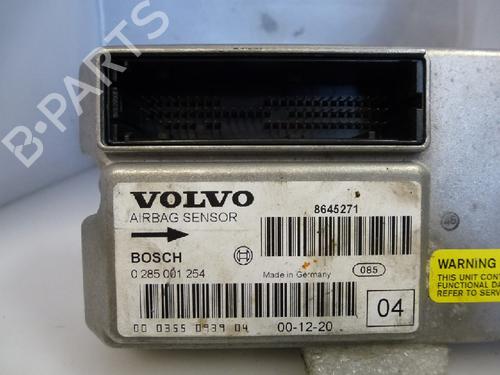 B-PARTS
VOLVO
AIRBAG SENSOR
8645271
BOSCH
0 285 001 254
Made in Germany
085
00 0355 0939 04
00-12-20
04
WARNING
THIS UNIT CONT
FUNCTIONAL DA
REFER TO SERV